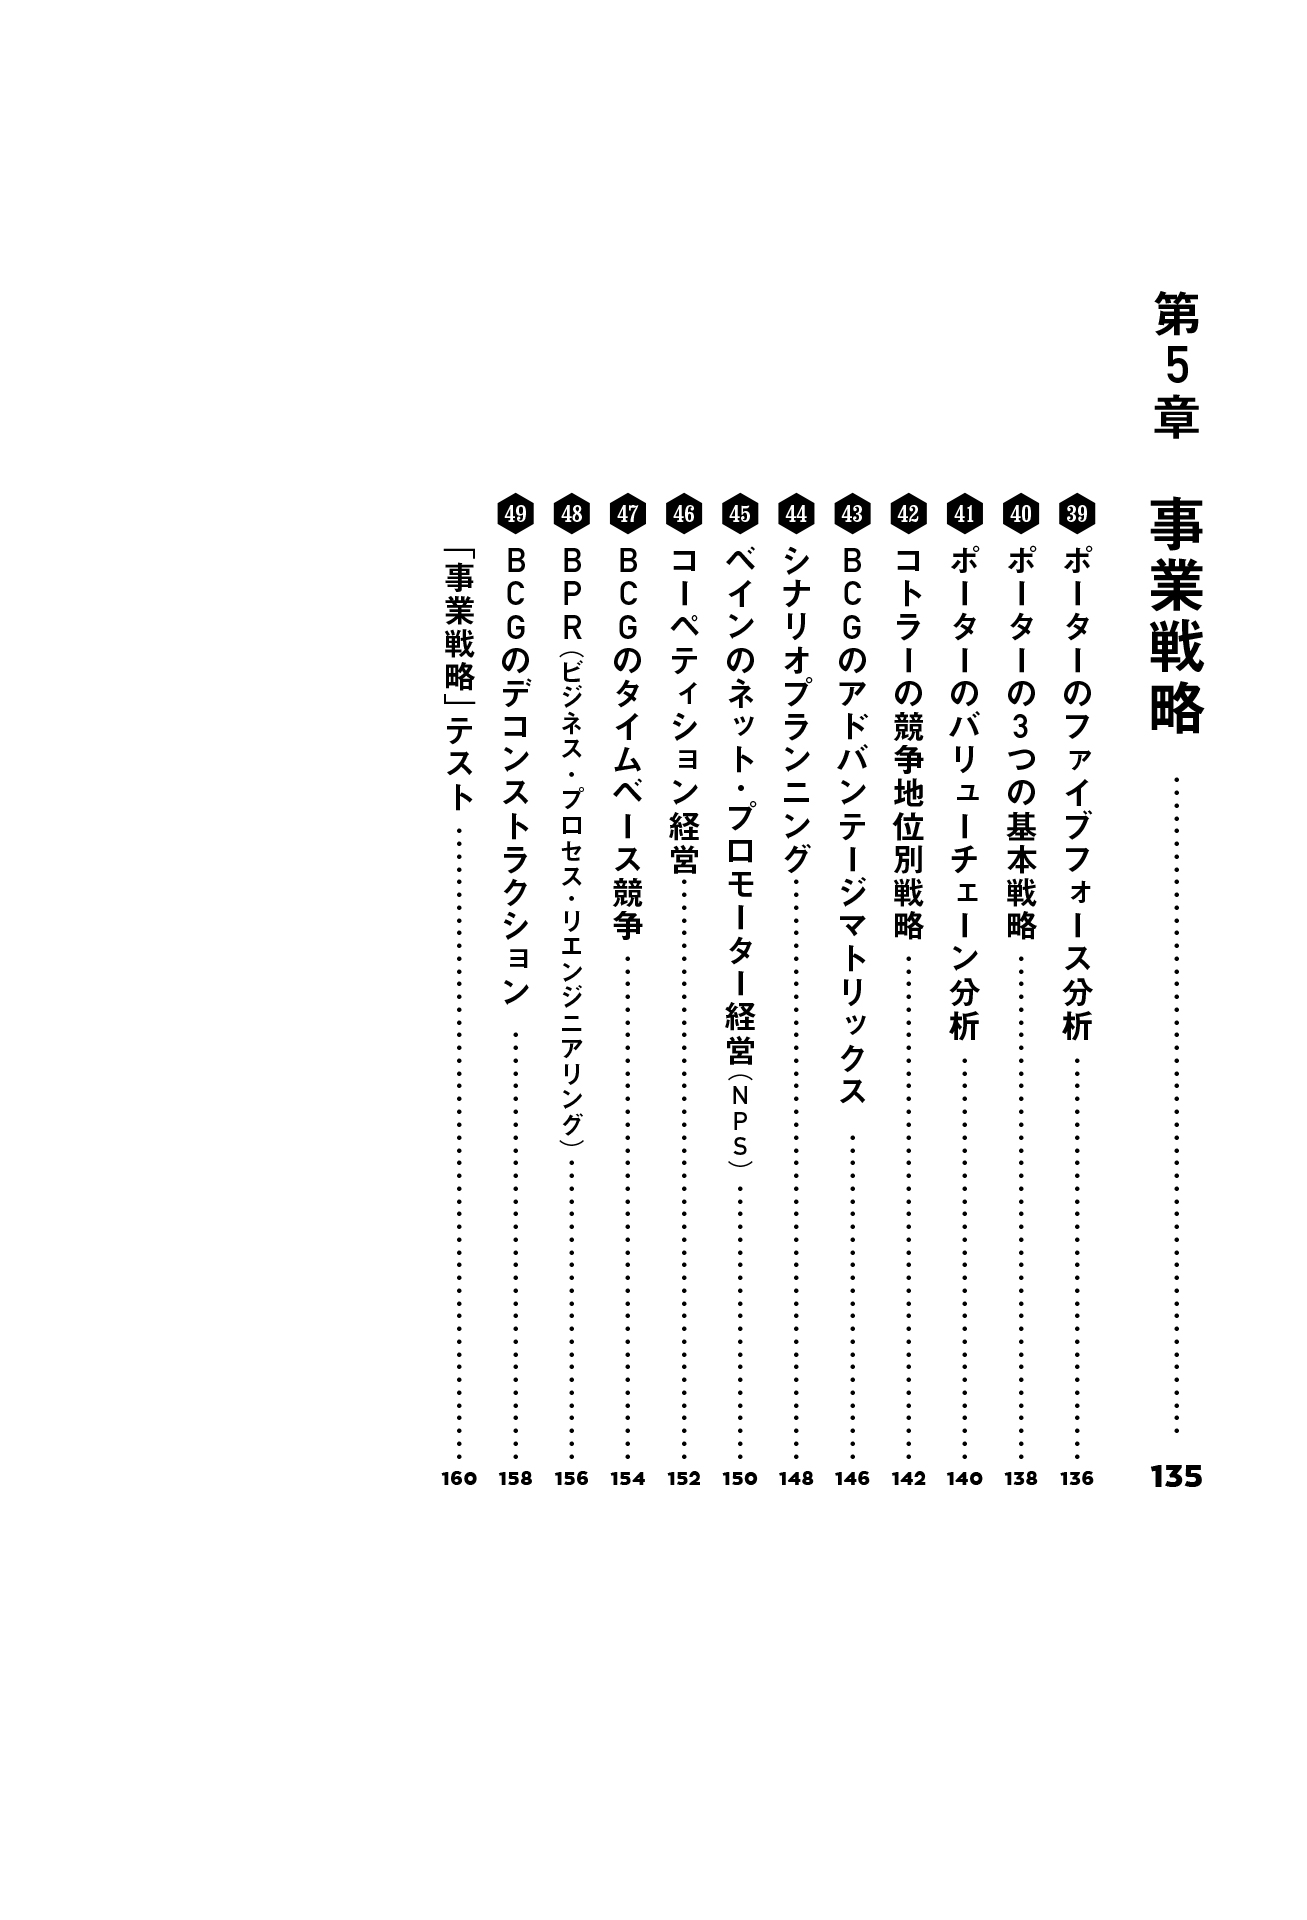 第5章 事業戦略 135
39 ポーターのファイブフォース分析 136
40 ポーターの3つの基本戦略 138
41 ポーターのバリューチェーン分析 140
42 コトラーの競争地位別戦略 142
43 BCGのアドバンテージマトリックス 146
44 シナリオプランニング 148
45 ベインのネット・プロモーター経営(NPS) 150
46 コーペティション経営 152
47 BCGのタイムベース競争 154
48 BPR(ビジネス・プロセス・リエンジニアリング) 156
49 BCGのデコンストラクション 158
「事業戦略」テスト 160